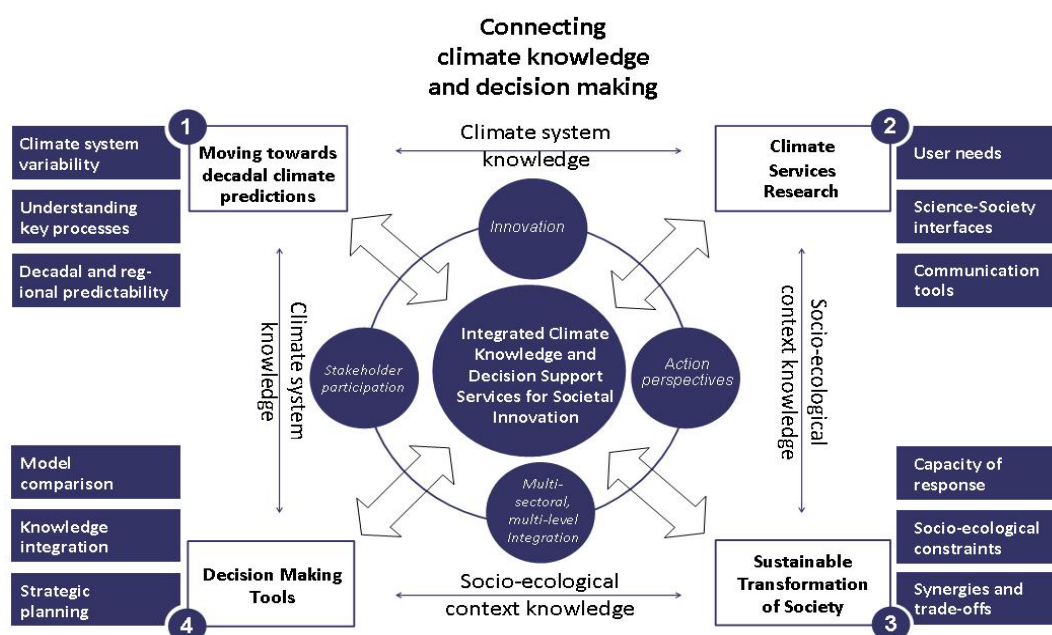 Connecting
climate knowledge
and decision making
1
Moving towards
decadal climate
predictions
Climate system
variability
Understanding
key processes
Decadal and reg-
ional predictability
Climate system
knowledge
2
Climate
Services
Research
User needs
Science-Society
interfaces
Communication
tools
Innovation
Stakeholder
participation
Integrated Climate
Knowledge and
Decision Support
Services for Societal
Innovation
Action
perspectives
Multi-
sectoral,
multi-level
Integration
Climate system
knowledge
Socio-ecological
context knowledge
Model
comparison
Knowledge
integration
Strategic
planning
Decision Making
Tools
4
Socio-ecological
context knowledge
Sustainable
Transformation
of Society
3
Capacity of
response
Socio-ecological
constraints
Synergies and
trade-offs